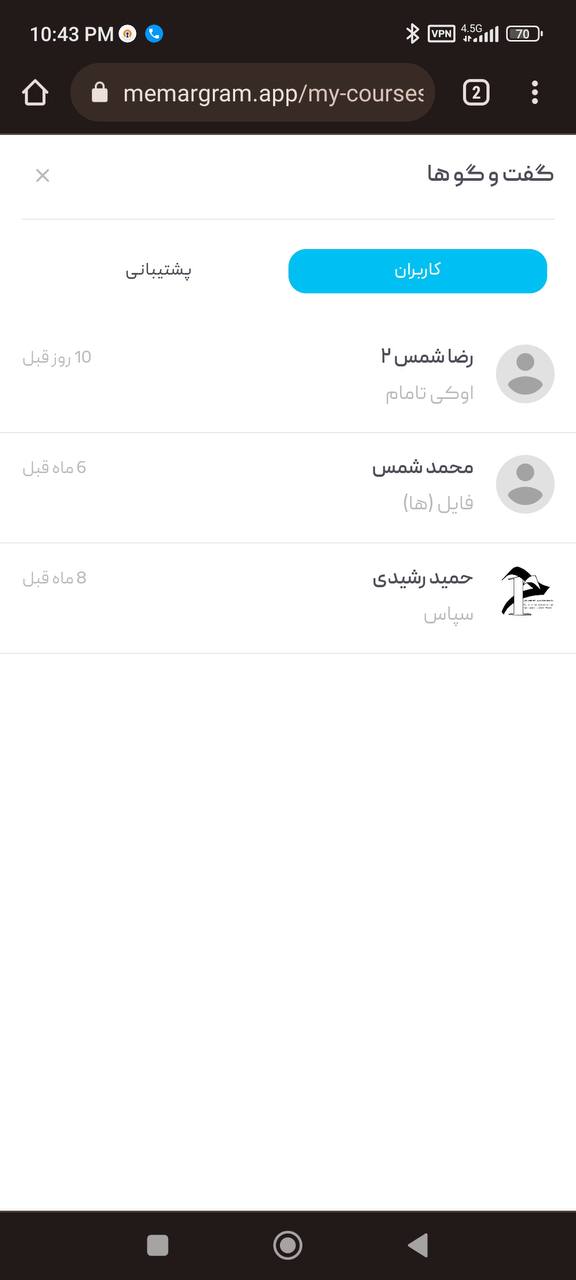 10:43 PM
VPN 4.5G 70
memargram.app/my-courses
2
گفت و گو ها
کاربران
پشتیبانی
رضا شمس ۲
10 روز قبل
اوکی تامام
محمد شمس
6 ماه قبل
فایل (ها)
حمید رشیدی
8 ماه قبل
سپاس